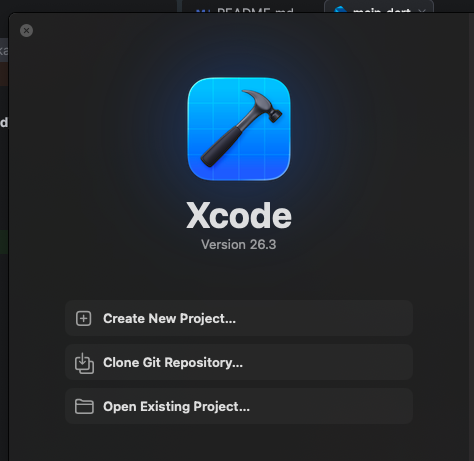 README.md
main.dart
Xcode
Version 26.3
Create New Project...
Clone Git Repository...
Open Existing Project...